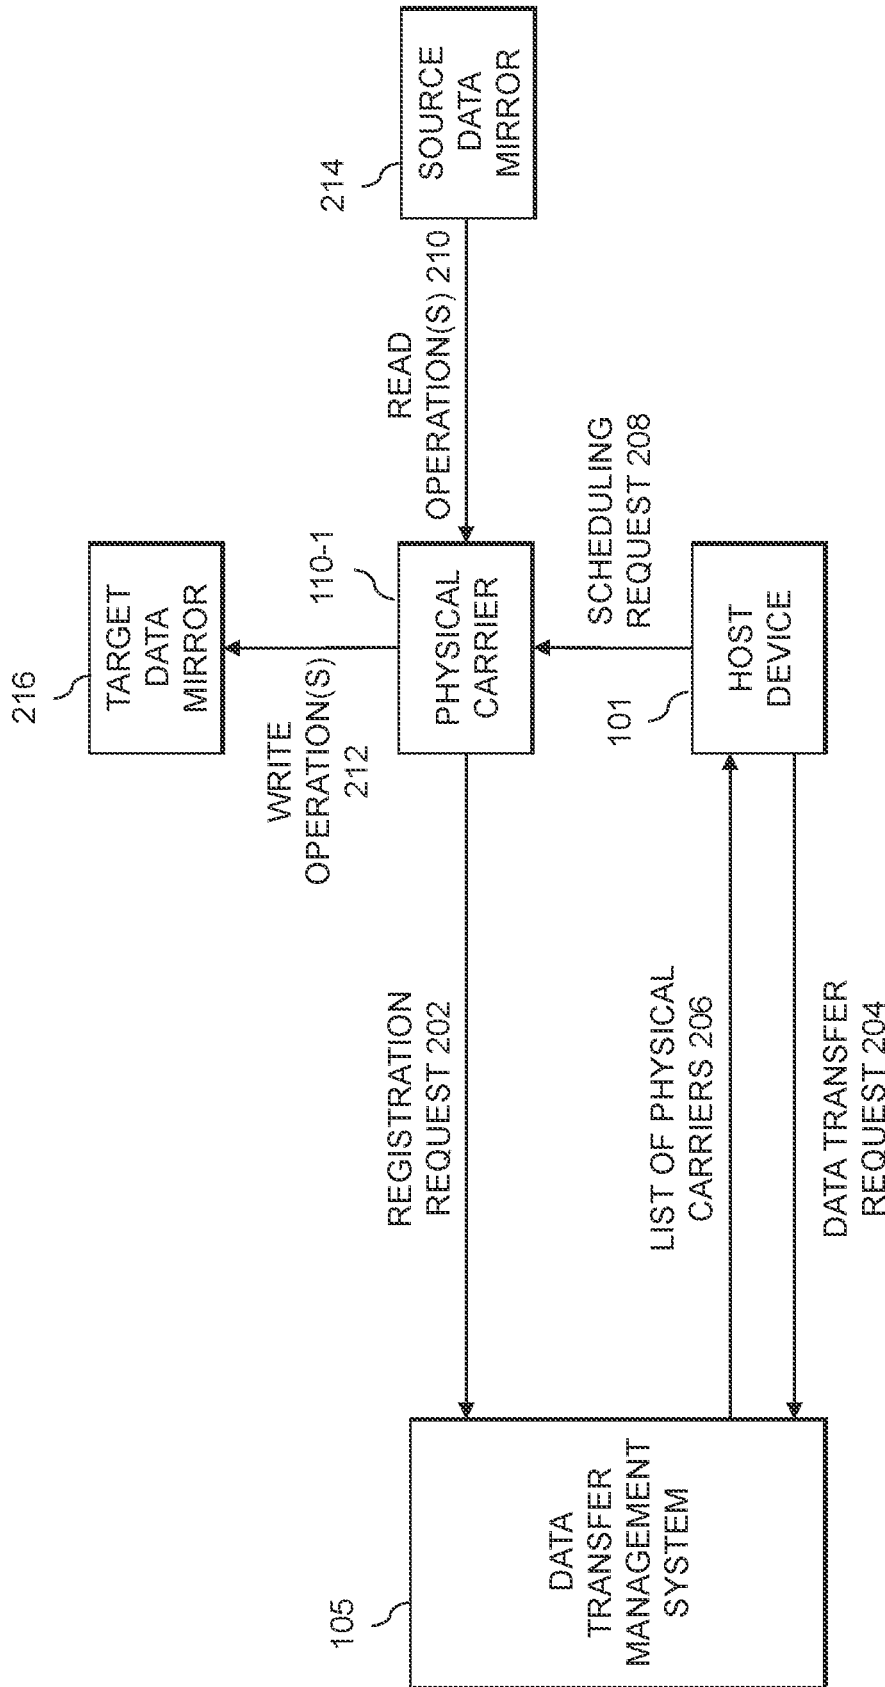 216
TARGET
DATA
MIRROR
WRITE
OPERATION(S)
212
105
DATA
TRANSFER
MANAGEMENT
SYSTEM
REGISTRATION
REQUEST 202
110-1
PHYSICAL
CARRIER
READ
OPERATION(S) 210
214
SOURCE
DATA
MIRROR
LIST OF PHYSICAL
CARRIERS 206
101
HOST
DEVICE
SCHEDULING
REQUEST 208
DATA TRANSFER
REQUEST 204